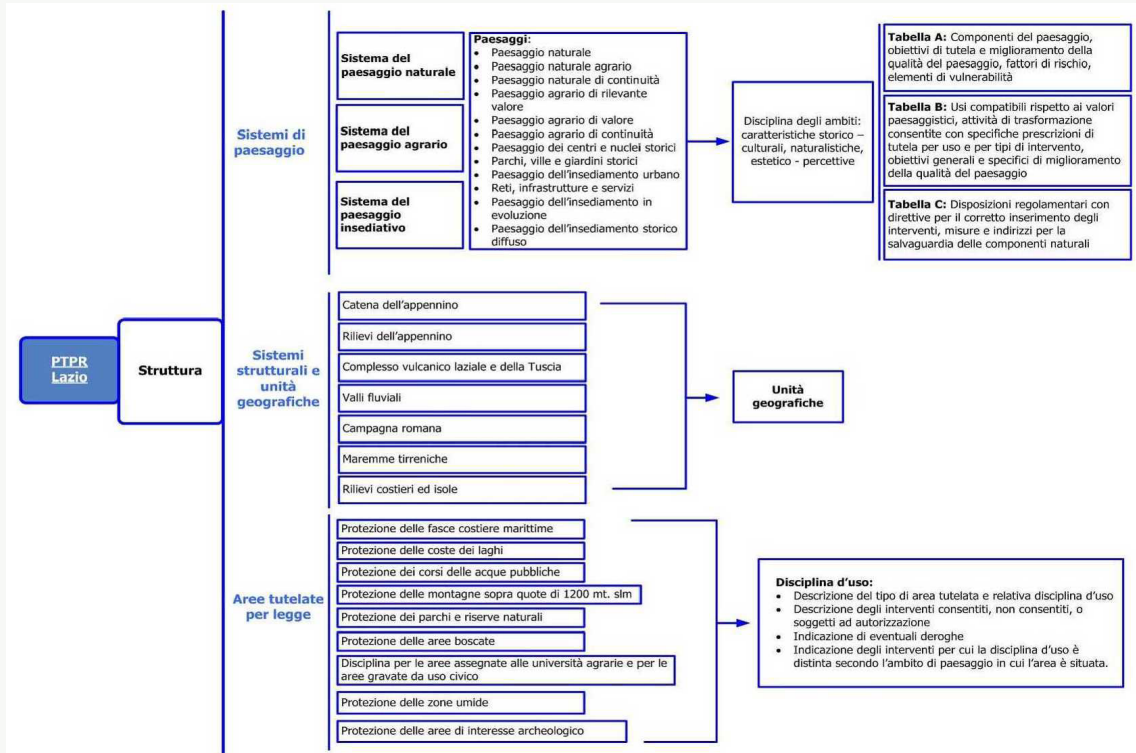 PTPR
Lazio
Struttura
Sistemi di
paesaggio
Sistema del
paesaggio naturale
Sistema del
paesaggio agrario
Sistema del
paesaggio
insediativo
Paesaggi:
• Paesaggio naturale
• Paesaggio naturale agrario
• Paesaggio naturale di continuità
• Paesaggio agrario di rilevante
valore
• Paesaggio agrario di valore
• Paesaggio agrario di continuità
• Paesaggio dei centri e nuclei storici
• Parchi, ville e giardini storici
• Paesaggio dell'insediamento urbano
• Reti, infrastrutture e servizi
• Paesaggio dell'insediamento in
evoluzione
• Paesaggio dell'insediamento storico
diffuso
Disciplina degli ambiti:
caratteristiche storico –
culturali, naturalistiche,
estetico - percettive
Tabella A: Componenti del paesaggio,
obiettivi di tutela e miglioramento della
qualità del paesaggio, fattori di rischio,
elementi di vulnerabilità
Tabella B: Usi compatibili rispetto ai valori
paesaggistici, attività di trasformazione
consentite con specifiche prescrizioni di
tutela per uso e per tipi di intervento,
obiettivi generali e specifici di miglioramento
della qualità del paesaggio
Tabella C: Disposizioni regolamentari con
direttive per il corretto inserimento degli
interventi, misure e indirizzi per la
salvaguardia delle componenti naturali
Sistemi
strutturali e
unità
geografiche
Catena dell'appennino
Rilievi dell'appennino
Complesso vulcanico laziale e della Tuscia
Valli fluviali
Campagna romana
Maremme tirreniche
Rilievi costieri ed isole
Unità
geografiche
Aree tutelate
per legge
Protezione delle fasce costiere marittime
Protezione delle coste dei laghi
Protezione dei corsi delle acque pubbliche
Protezione delle montagne sopra quote di 1200 mt. slm
Protezione dei parchi e riserve naturali
Protezione delle aree boscate
Disciplina per le aree assegnate alle università agrarie e per le
aree gravate da uso civico
Protezione delle zone umide
Protezione delle aree di interesse archeologico
Disciplina d'uso:
• Descrizione del tipo di area tutelata e relativa disciplina d'uso
• Descrizione degli interventi consentiti, non consentiti, o
soggetti ad autorizzazione
• Indicazione di eventuali deroghe
• Indicazione degli interventi per cui la disciplina d'uso è
distinta secondo l'ambito di paesaggio in cui l'area è situata.